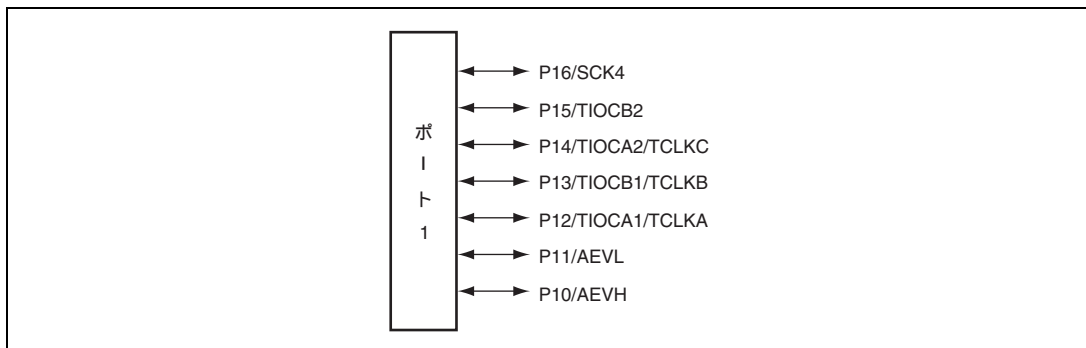 ポート1
P16/SCK4
P15/TIOCB2
P14/TIOCA2/TCLKC
P13/TIOCB1/TCLKB
P12/TIOCA1/TCLKA
P11/AEVL
P10/AEVH